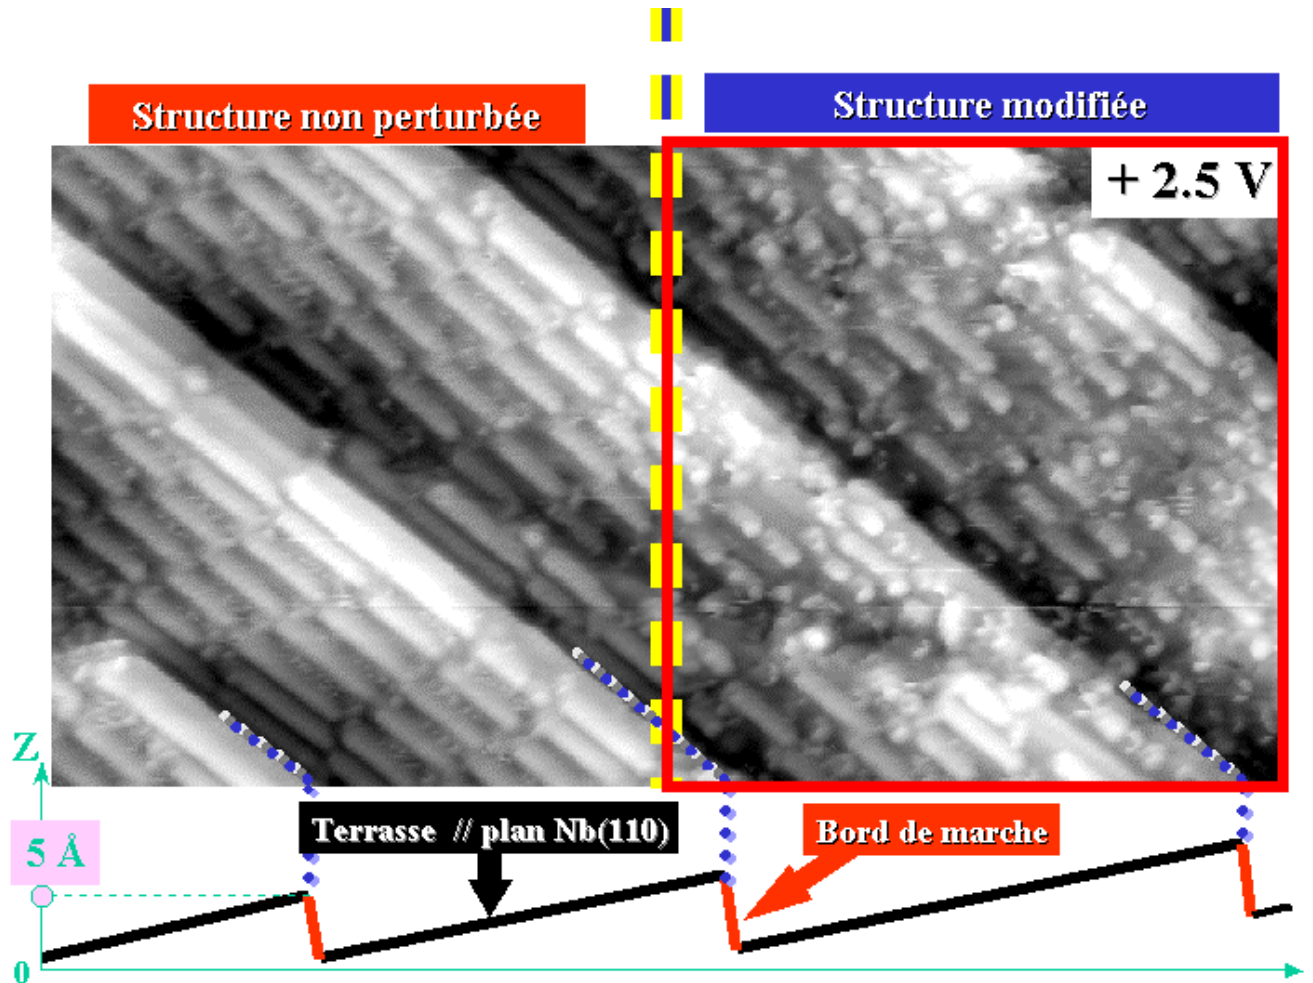 Structure non perturbée
Structure modifiée
+ 2.5 V
Z
Terrasse // plan Nb(110)
Bord de marche
5 Å
0